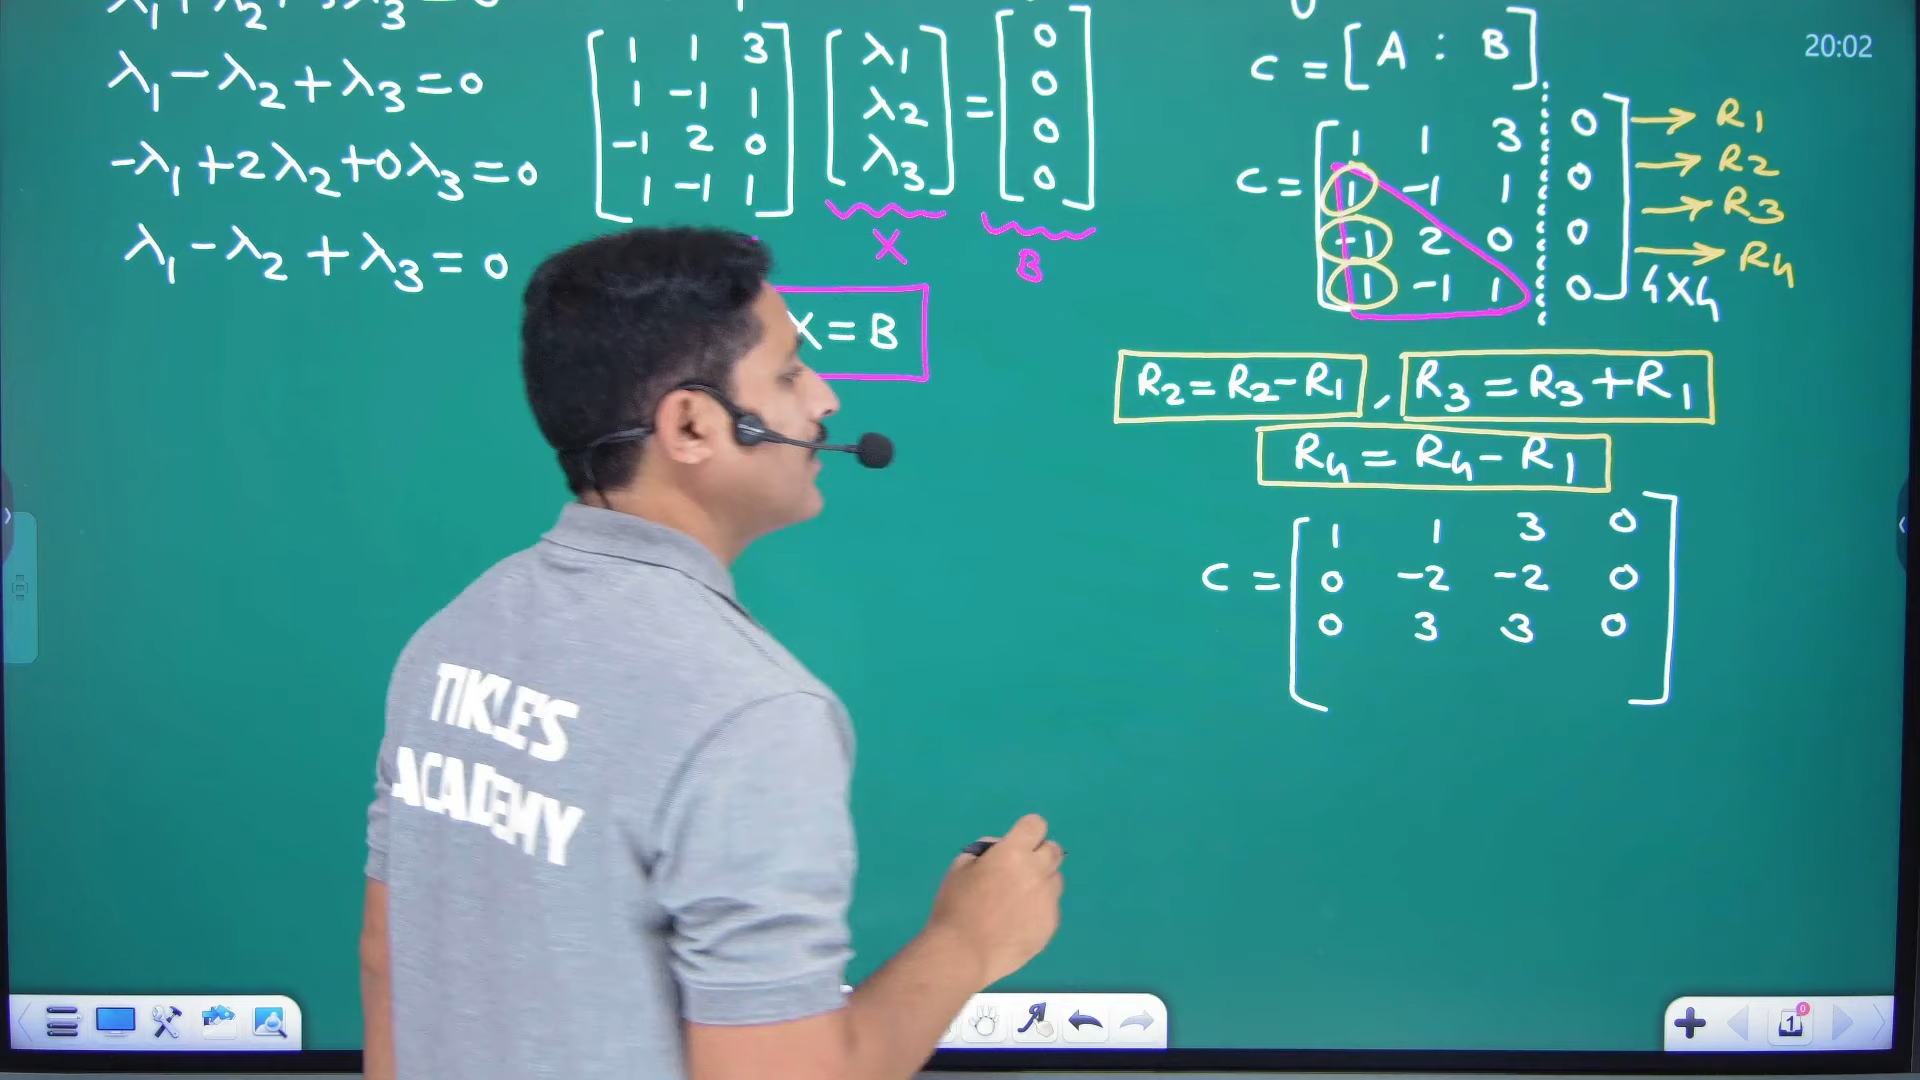 λ1 - λ2 + λ3 = 0
-λ1 + 2λ2 + 0λ3 = 0
λ1 - λ2 + λ3 = 0
1 1 3
1 -1 1
-1 2 0
1 -1 1
λ1
λ2
λ3
=
0
0
0
0
X
B
X = B
C = [A : B]
20:02
C =
1 1 3 0 → R1
1 -1 1 0 → R2
-1 2 0 0 → R3
1 -1 1 0 → R4
4×4
R2 = R2 - R1 , R3 = R3 + R1
R4 = R4 - R1
C =
1 1 3 0
0 -2 -2 0
0 3 3 0
TIKLE'S
ACADEMY
1
0